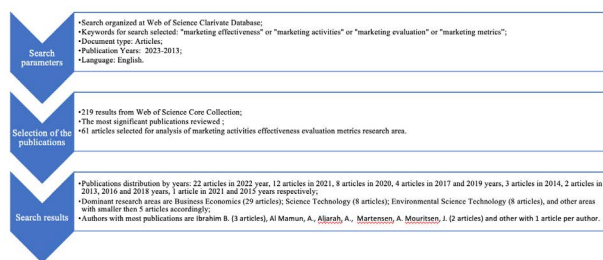 Search
parameters
•Search organized at Web of Science Clarivate Database;
•Keywords for search selected: "marketing effectiveness" or "marketing activities" or "marketing evaluation" or "marketing metrics";
•Document type: Articles;
•Publication Years: 2023-2013;
•Language: English.
Selection of the
publications
•219 results from Web of Science Core Collection;
•The most significant publications reviewed ;
•61 articles selected for analysis of marketing activities effectiveness evaluation metrics research area.
Search results
•Publications distribution by years: 22 articles in 2022 year, 12 articles in 2021, 8 articles in 2020, 4 articles in 2017 and 2019 years, 3 articles in 2014, 2 articles in
2013, 2016 and 2018 years, 1 article in 2021 and 2015 years respectively;
•Dominant research areas are Business Economics (29 articles); Science Technology (8 articles); Environmental Science Technology (8 articles), and other areas
with smaller then 5 articles accordingly;
•Authors with most publications are Ibrahim B. (3 articles), Al Mamun, A., Aljarah, A., Martensen, A. Mouritsen, J. (2 articles) and other with 1 article per author.